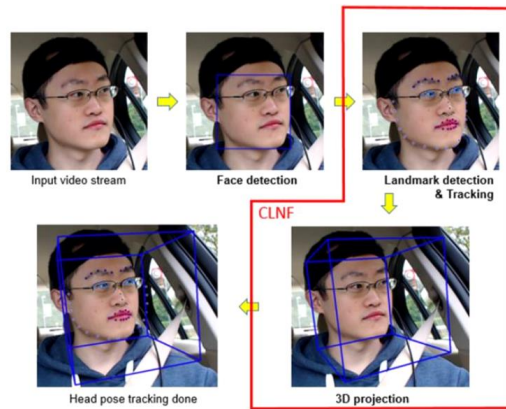 Input video stream
Face detection
Landmark detection
& Tracking
CLNF
Head pose tracking done
3D projection